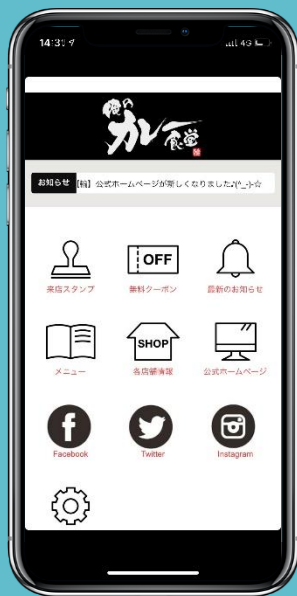 14:31
4G
俺の
カレー
食堂
お知らせ 【楠】公式ホームページが新しくなりました♪(^_-)-☆
OFF
来店スタンプ 無料クーポン 最新のお知らせ
SHOP
メニュー 各店舗情報 公式ホームページ
Facebook Twitter Instagram